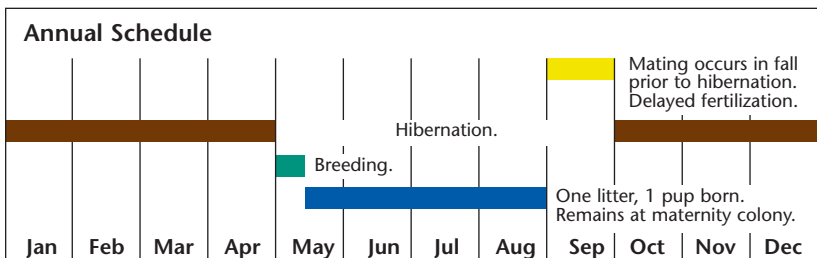 Annual Schedule
Mating occurs in fall
prior to hibernation.
Delayed fertilization.
Hibernation.
Breeding.
One litter, 1 pup born.
Remains at maternity colony.
Jan Feb Mar Apr May Jun Jul Aug Sep Oct Nov Dec